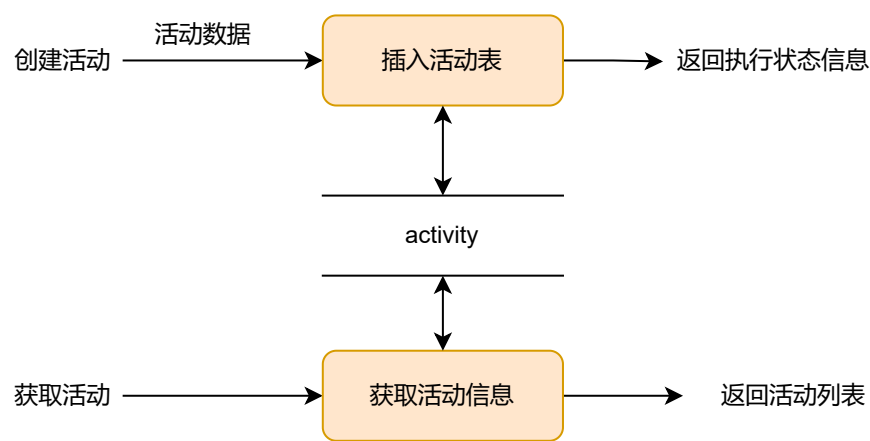 活动数据
创建活动
插入活动表
返回执行状态信息
activity
获取活动
获取活动信息
返回活动列表